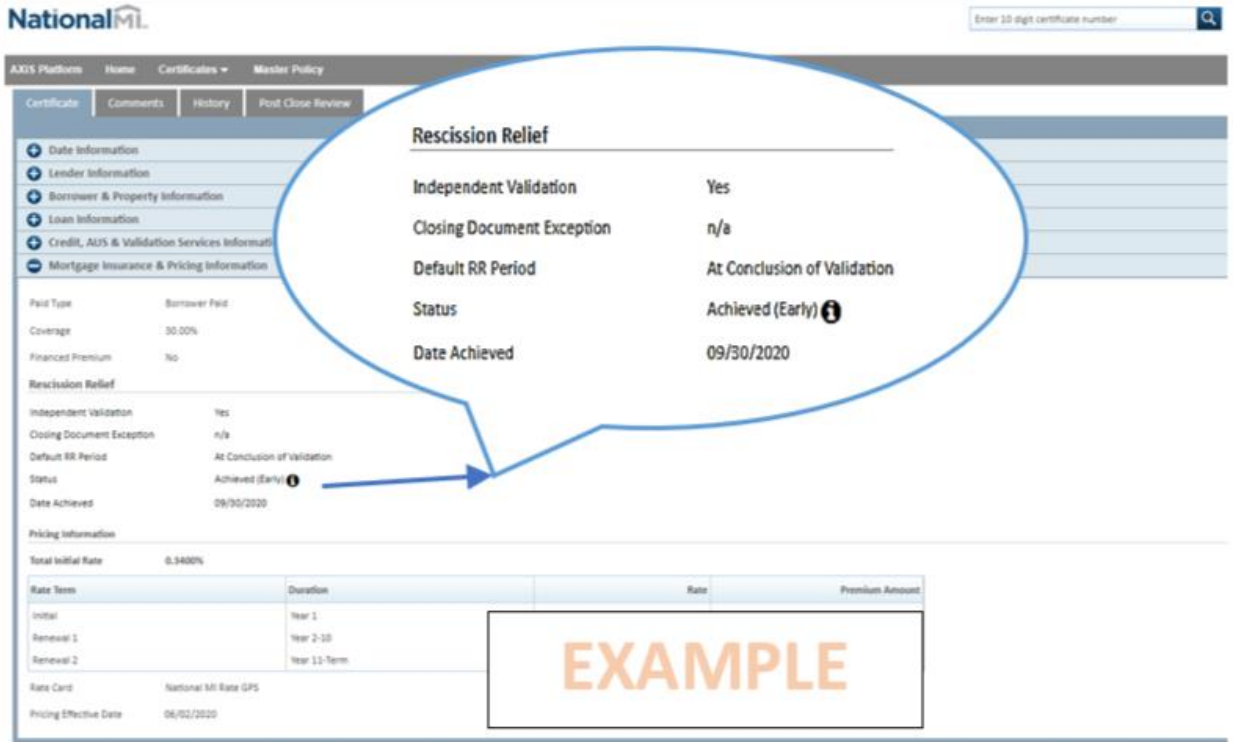 NationalMI.
Enter 10 digit certificate number
AXIS Platform Home Certificates Master Policy
Certificate Comments History Post Close Review
Date Information
Lender Information
Borrower & Property Information
Loan Information
Credit, AUS & Validation Services Informati
Mortgage Insurance & Pricing Information
Paid Type Borrower Paid
Coverage 30.00%
Financed Premium No
Rescission Relief
Independent Validation Yes
Closing Document Exception n/a
Default RR Period At Conclusion of Validation
Status Achieved (Early)
Date Achieved 09/30/2020
Rescission Relief
Independent Validation Yes
Closing Document Exception n/a
Default RR Period At Conclusion of Validation
Status Achieved (Early)
Date Achieved 09/30/2020
Pricing Information
Total Initial Rate 0.3400%
Rate Term Duration Rate Premium Amount
Initial Year 1
Renewal 1 Year 2-10
Renewal 2 Year 11-Term
EXAMPLE
Rate Card National MI Rate GPS
Pricing Effective Date 06/02/2020